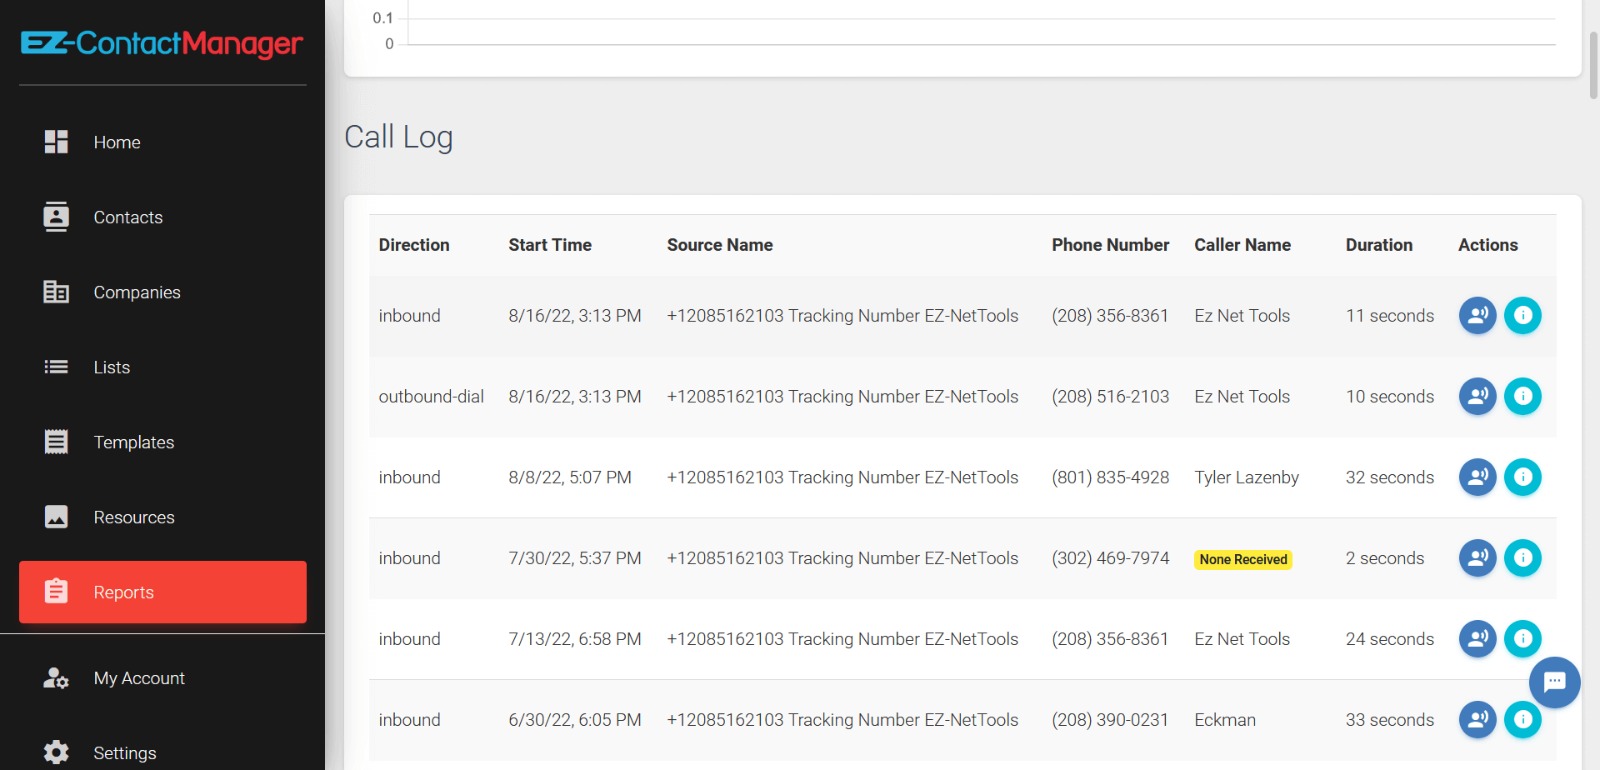 EZ-ContactManager
Home
Contacts
Companies
Lists
Templates
Resources
Reports
My Account
Settings
0.1
0
Call Log
Direction Start Time Source Name Phone Number Caller Name Duration Actions
inbound 8/16/22, 3:13 PM +12085162103 Tracking Number EZ-NetTools (208) 356-8361 Ez Net Tools 11 seconds
outbound-dial 8/16/22, 3:13 PM +12085162103 Tracking Number EZ-NetTools (208) 516-2103 Ez Net Tools 10 seconds
inbound 8/8/22, 5:07 PM +12085162103 Tracking Number EZ-NetTools (801) 835-4928 Tyler Lazenby 32 seconds
inbound 7/30/22, 5:37 PM +12085162103 Tracking Number EZ-NetTools (302) 469-7974 None Received 2 seconds
inbound 7/13/22, 6:58 PM +12085162103 Tracking Number EZ-NetTools (208) 356-8361 Ez Net Tools 24 seconds
inbound 6/30/22, 6:05 PM +12085162103 Tracking Number EZ-NetTools (208) 390-0231 Eckman 33 seconds